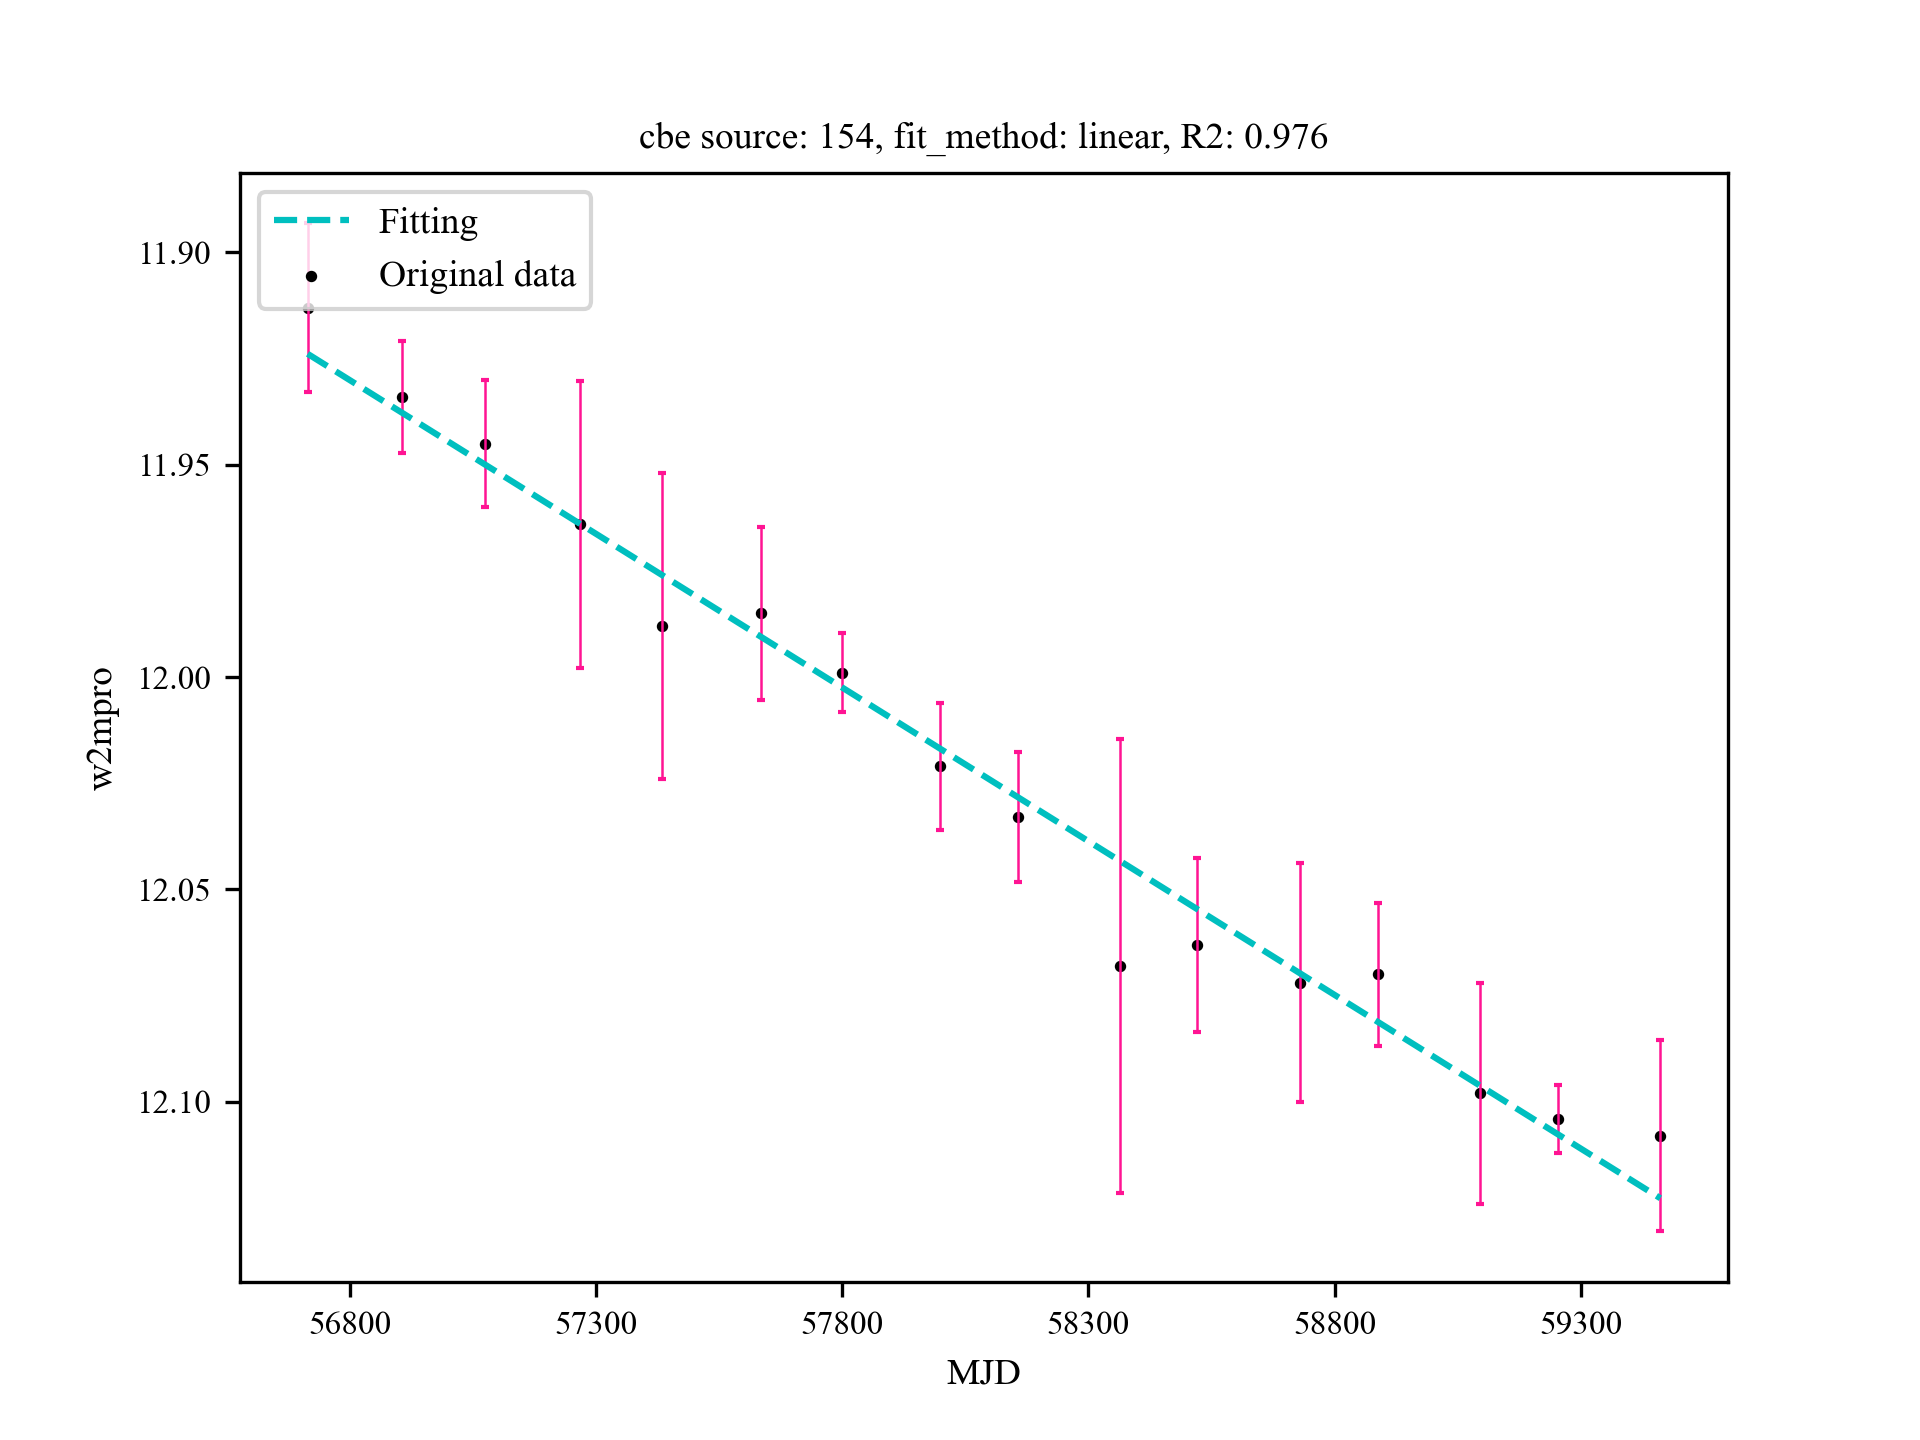 cbe source: 154, fit_method: linear, R2: 0.976
Fitting
Original data
11.90
11.95
12.00
12.05
12.10
w2mpro
56800 57300 57800 58300 58800 59300
MJD